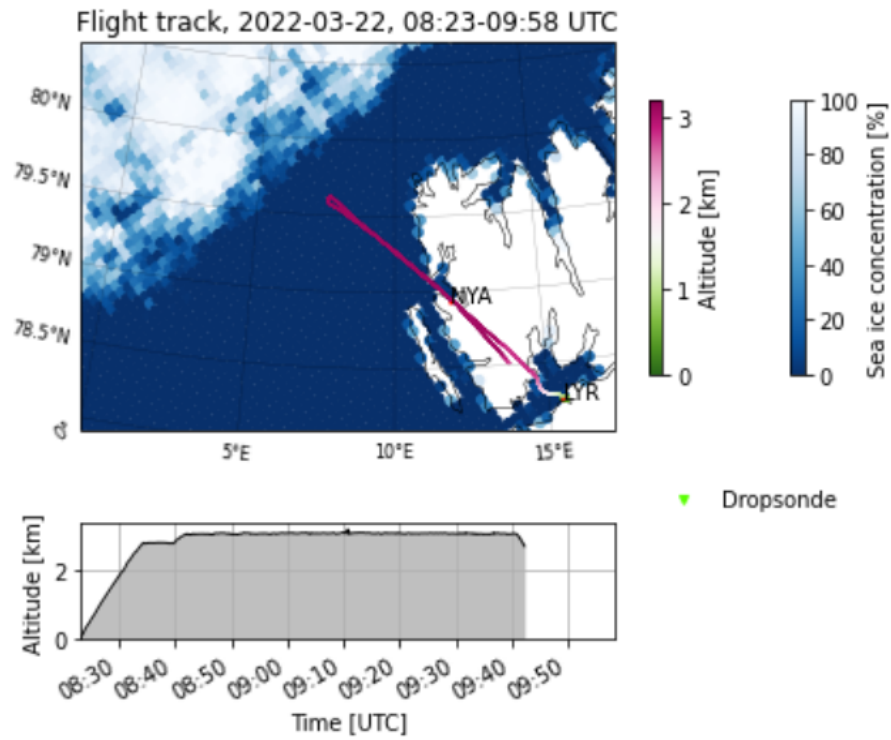 Flight track, 2022-03-22, 08:23-09:58 UTC
80°N
79.5°N
79°N
78.5°N
5°E
10°E
15°E
NYA
LYR
3
2
1
0
Altitude [km]
100
80
60
40
20
0
Sea ice concentration [%]
Dropsonde
Altitude [km]
2
0
08:30
08:40
08:50
09:00
09:10
09:20
09:30
09:40
09:50
Time [UTC]